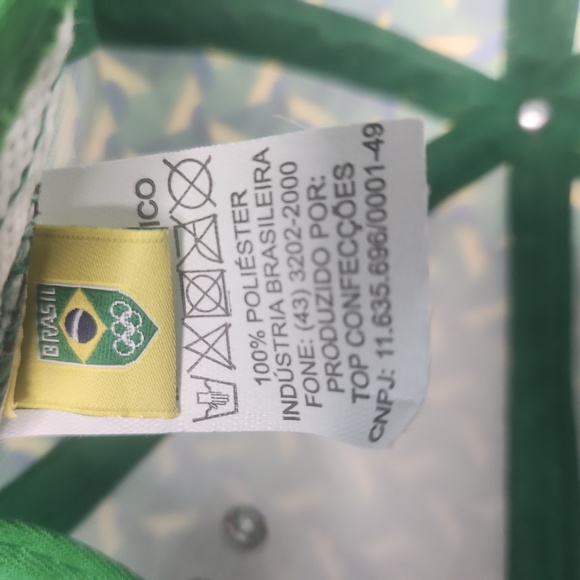 ICO
100% POLIÉSTER
INDÚSTRIA BRASILEIRA
FONE: (43) 3202-2000
PRODUZIDO POR:
TOP CONFECÇÕES
CNPJ: 11.635.696/0001-49
BRASIL